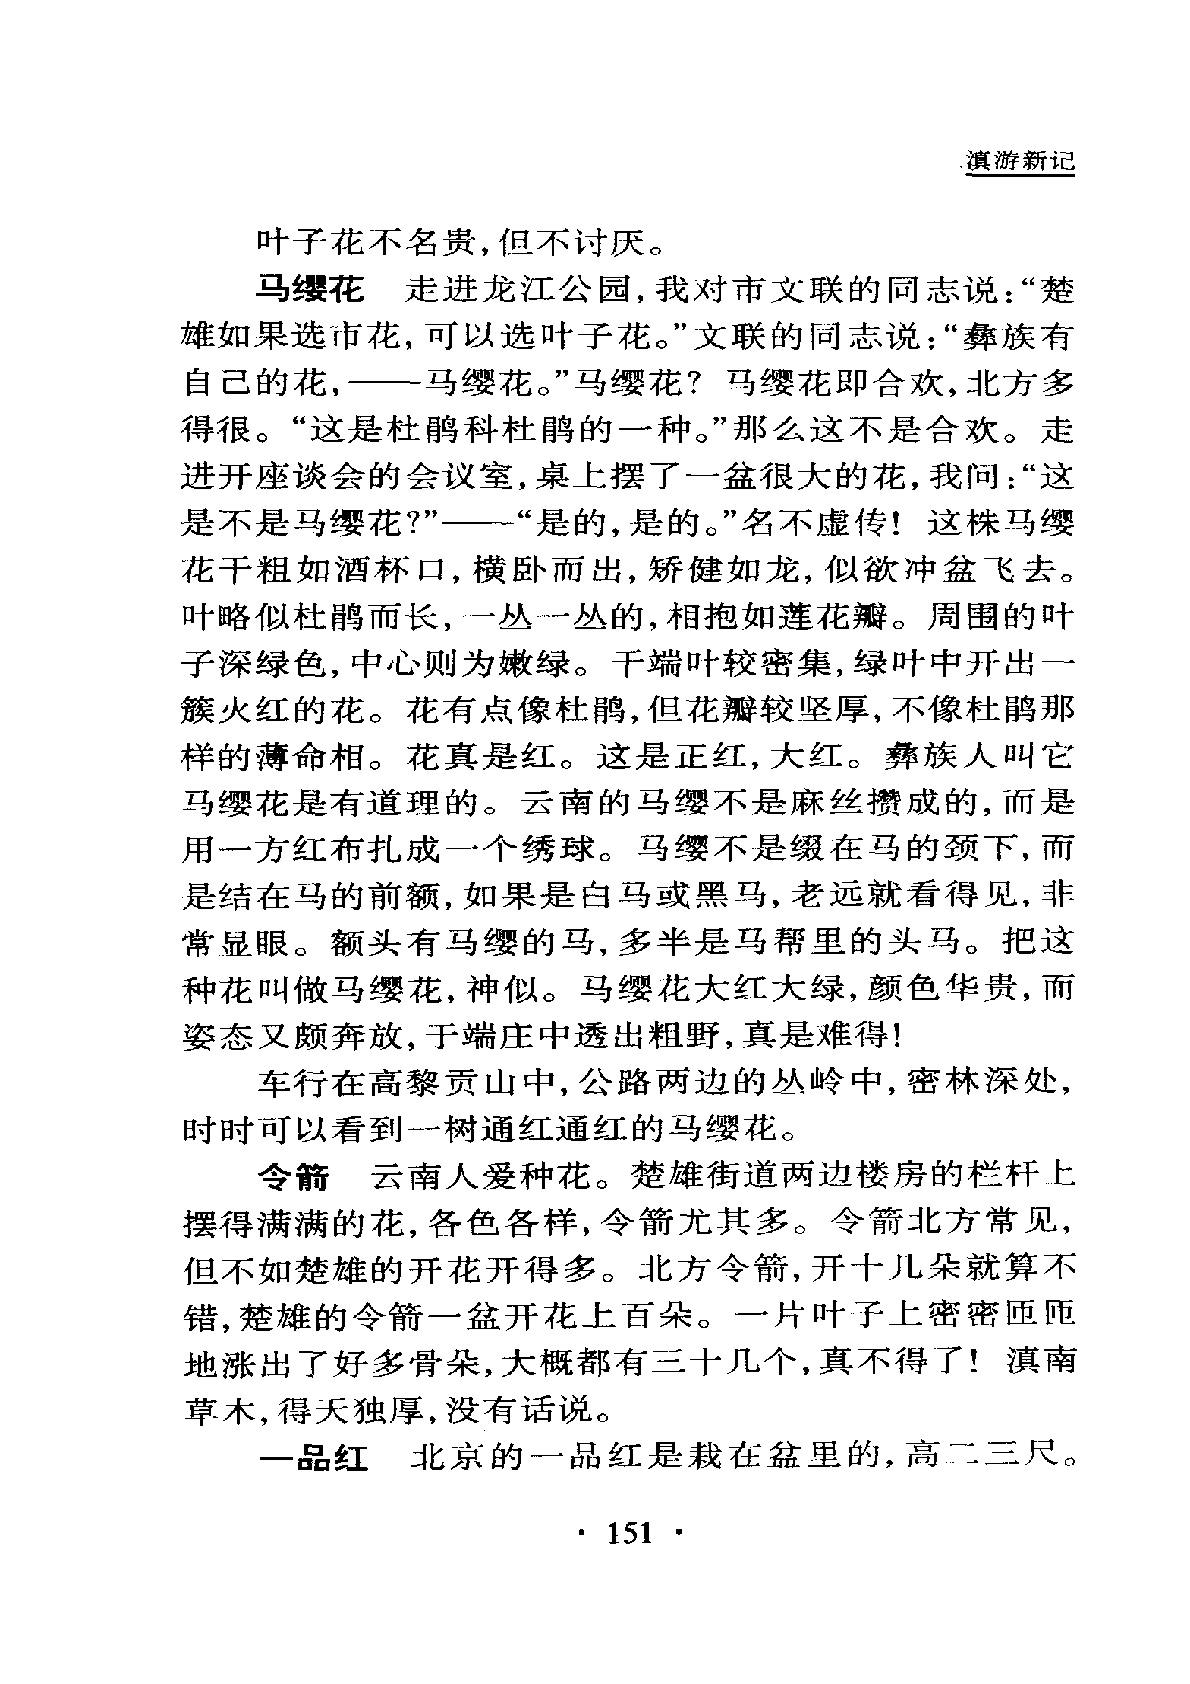 滇游新记
叶子花不名贵,但不讨厌。
马缨花 走进龙江公园,我对市文联的同志说:“楚
雄如果选市花,可以选叶子花。”文联的同志说:“彝族有
自己的花,——马缨花。”马缨花? 马缨花即合欢,北方多
得很。“这是杜鹃科杜鹃的一种。”那么这不是合欢。走
进开座谈会的会议室,桌上摆了一盆很大的花,我问:“这
是不是马缨花?”——“是的,是的。”名不虚传! 这株马缨
花干粗如酒杯口,横卧而出,矫健如龙,似欲冲盆飞去。
叶略似杜鹃而长,一丛一丛的,相抱如莲花瓣。周围的叶
子深绿色,中心则为嫩绿。干端叶较密集,绿叶中开出一
簇火红的花。花有点像杜鹃,但花瓣较坚厚,不像杜鹃那
样的薄命相。花真是红。这是正红,大红。彝族人叫它
马缨花是有道理的。云南的马缨不是麻丝攒成的,而是
用一方红布扎成一个绣球。马缨不是缀在马的颈下,而
是结在马的前额,如果是白马或黑马,老远就看得见,非
常显眼。额头有马缨的马,多半是马帮里的头马。把这
种花叫做马缨花,神似。马缨花大红大绿,颜色华贵,而
姿态又颇奔放,于端庄中透出粗野,真是难得!
车行在高黎贡山中,公路两边的丛岭中,密林深处,
时时可以看到一树通红通红的马缨花。
令箭 云南人爱种花。楚雄街道两边楼房的栏杆上
摆得满满的花,各色各样,令箭尤其多。令箭北方常见,
但不如楚雄的开花开得多。北方令箭,开十几朵就算不
错,楚雄的令箭一盆开花上百朵。一片叶子上密密匝匝
地涨出了好多骨朵,大概都有三十几个,真不得了! 滇南
草木,得天独厚,没有话说。
一品红 北京的一品红是栽在盆里的,高二三尺。
· 151 ·